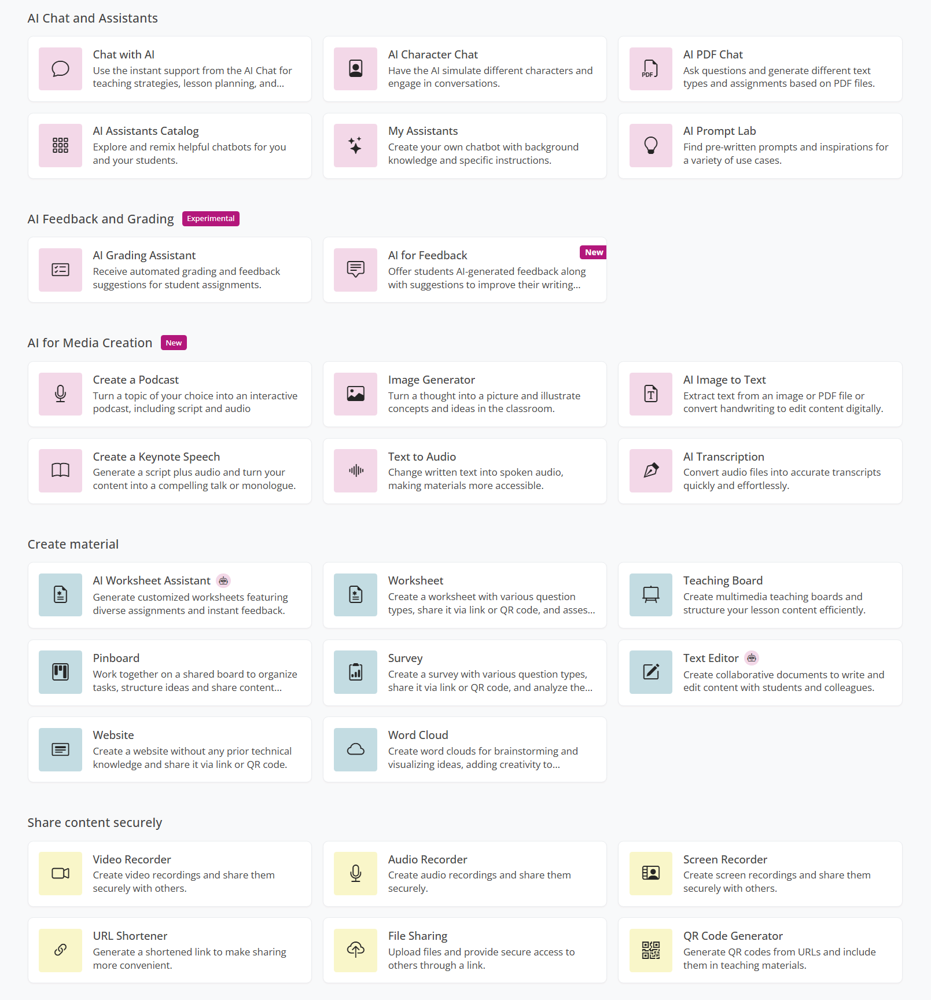 AI Chat and Assistants
Chat with AI
Use the instant support from the AI Chat for
teaching strategies, lesson planning, and...
AI Character Chat
Have the AI simulate different characters and
engage in conversations.
PDF
AI PDF Chat
Ask questions and generate different text
types and assignments based on PDF files.
AI Assistants Catalog
Explore and remix helpful chatbots for you
and your students.
My Assistants
Create your own chatbot with background
knowledge and specific instructions.
AI Prompt Lab
Find pre-written prompts and inspirations for
a variety of use cases.
AI Feedback and Grading Experimental
AI Grading Assistant
Receive automated grading and feedback
suggestions for student assignments.
AI for Feedback New
Offer students AI-generated feedback along
with suggestions to improve their writing...
AI for Media Creation New
Create a Podcast
Turn a topic of your choice into an interactive
podcast, including script and audio
Image Generator
Turn a thought into a picture and illustrate
concepts and ideas in the classroom.
T
AI Image to Text
Extract text from an image or PDF file or
convert handwriting to edit content digitally.
Create a Keynote Speech
Generate a script plus audio and turn your
content into a compelling talk or monologue.
Text to Audio
Change written text into spoken audio,
making materials more accessible.
AI Transcription
Convert audio files into accurate transcripts
quickly and effortlessly.
Create material
AI Worksheet Assistant
Generate customized worksheets featuring
diverse assignments and instant feedback.
Worksheet
Create a worksheet with various question
types, share it via link or QR code, and asses...
Teaching Board
Create multimedia teaching boards and
structure your lesson content efficiently.
Pinboard
Work together on a shared board to organize
tasks, structure ideas and share content...
Survey
Create a survey with various question types,
share it via link or QR code, and analyze the...
Text Editor
Create collaborative documents to write and
edit content with students and colleagues.
Website
Create a website without any prior technical
knowledge and share it via link or QR code.
Word Cloud
Create word clouds for brainstorming and
visualizing ideas, adding creativity to...
Share content securely
Video Recorder
Create video recordings and share them
securely with others.
Audio Recorder
Create audio recordings and share them
securely.
Screen Recorder
Create screen recordings and share them
securely with others.
URL Shortener
Generate a shortened link to make sharing
more convenient.
File Sharing
Upload files and provide secure access to
others through a link.
QR Code Generator
Generate QR codes from URLs and include
them in teaching materials.